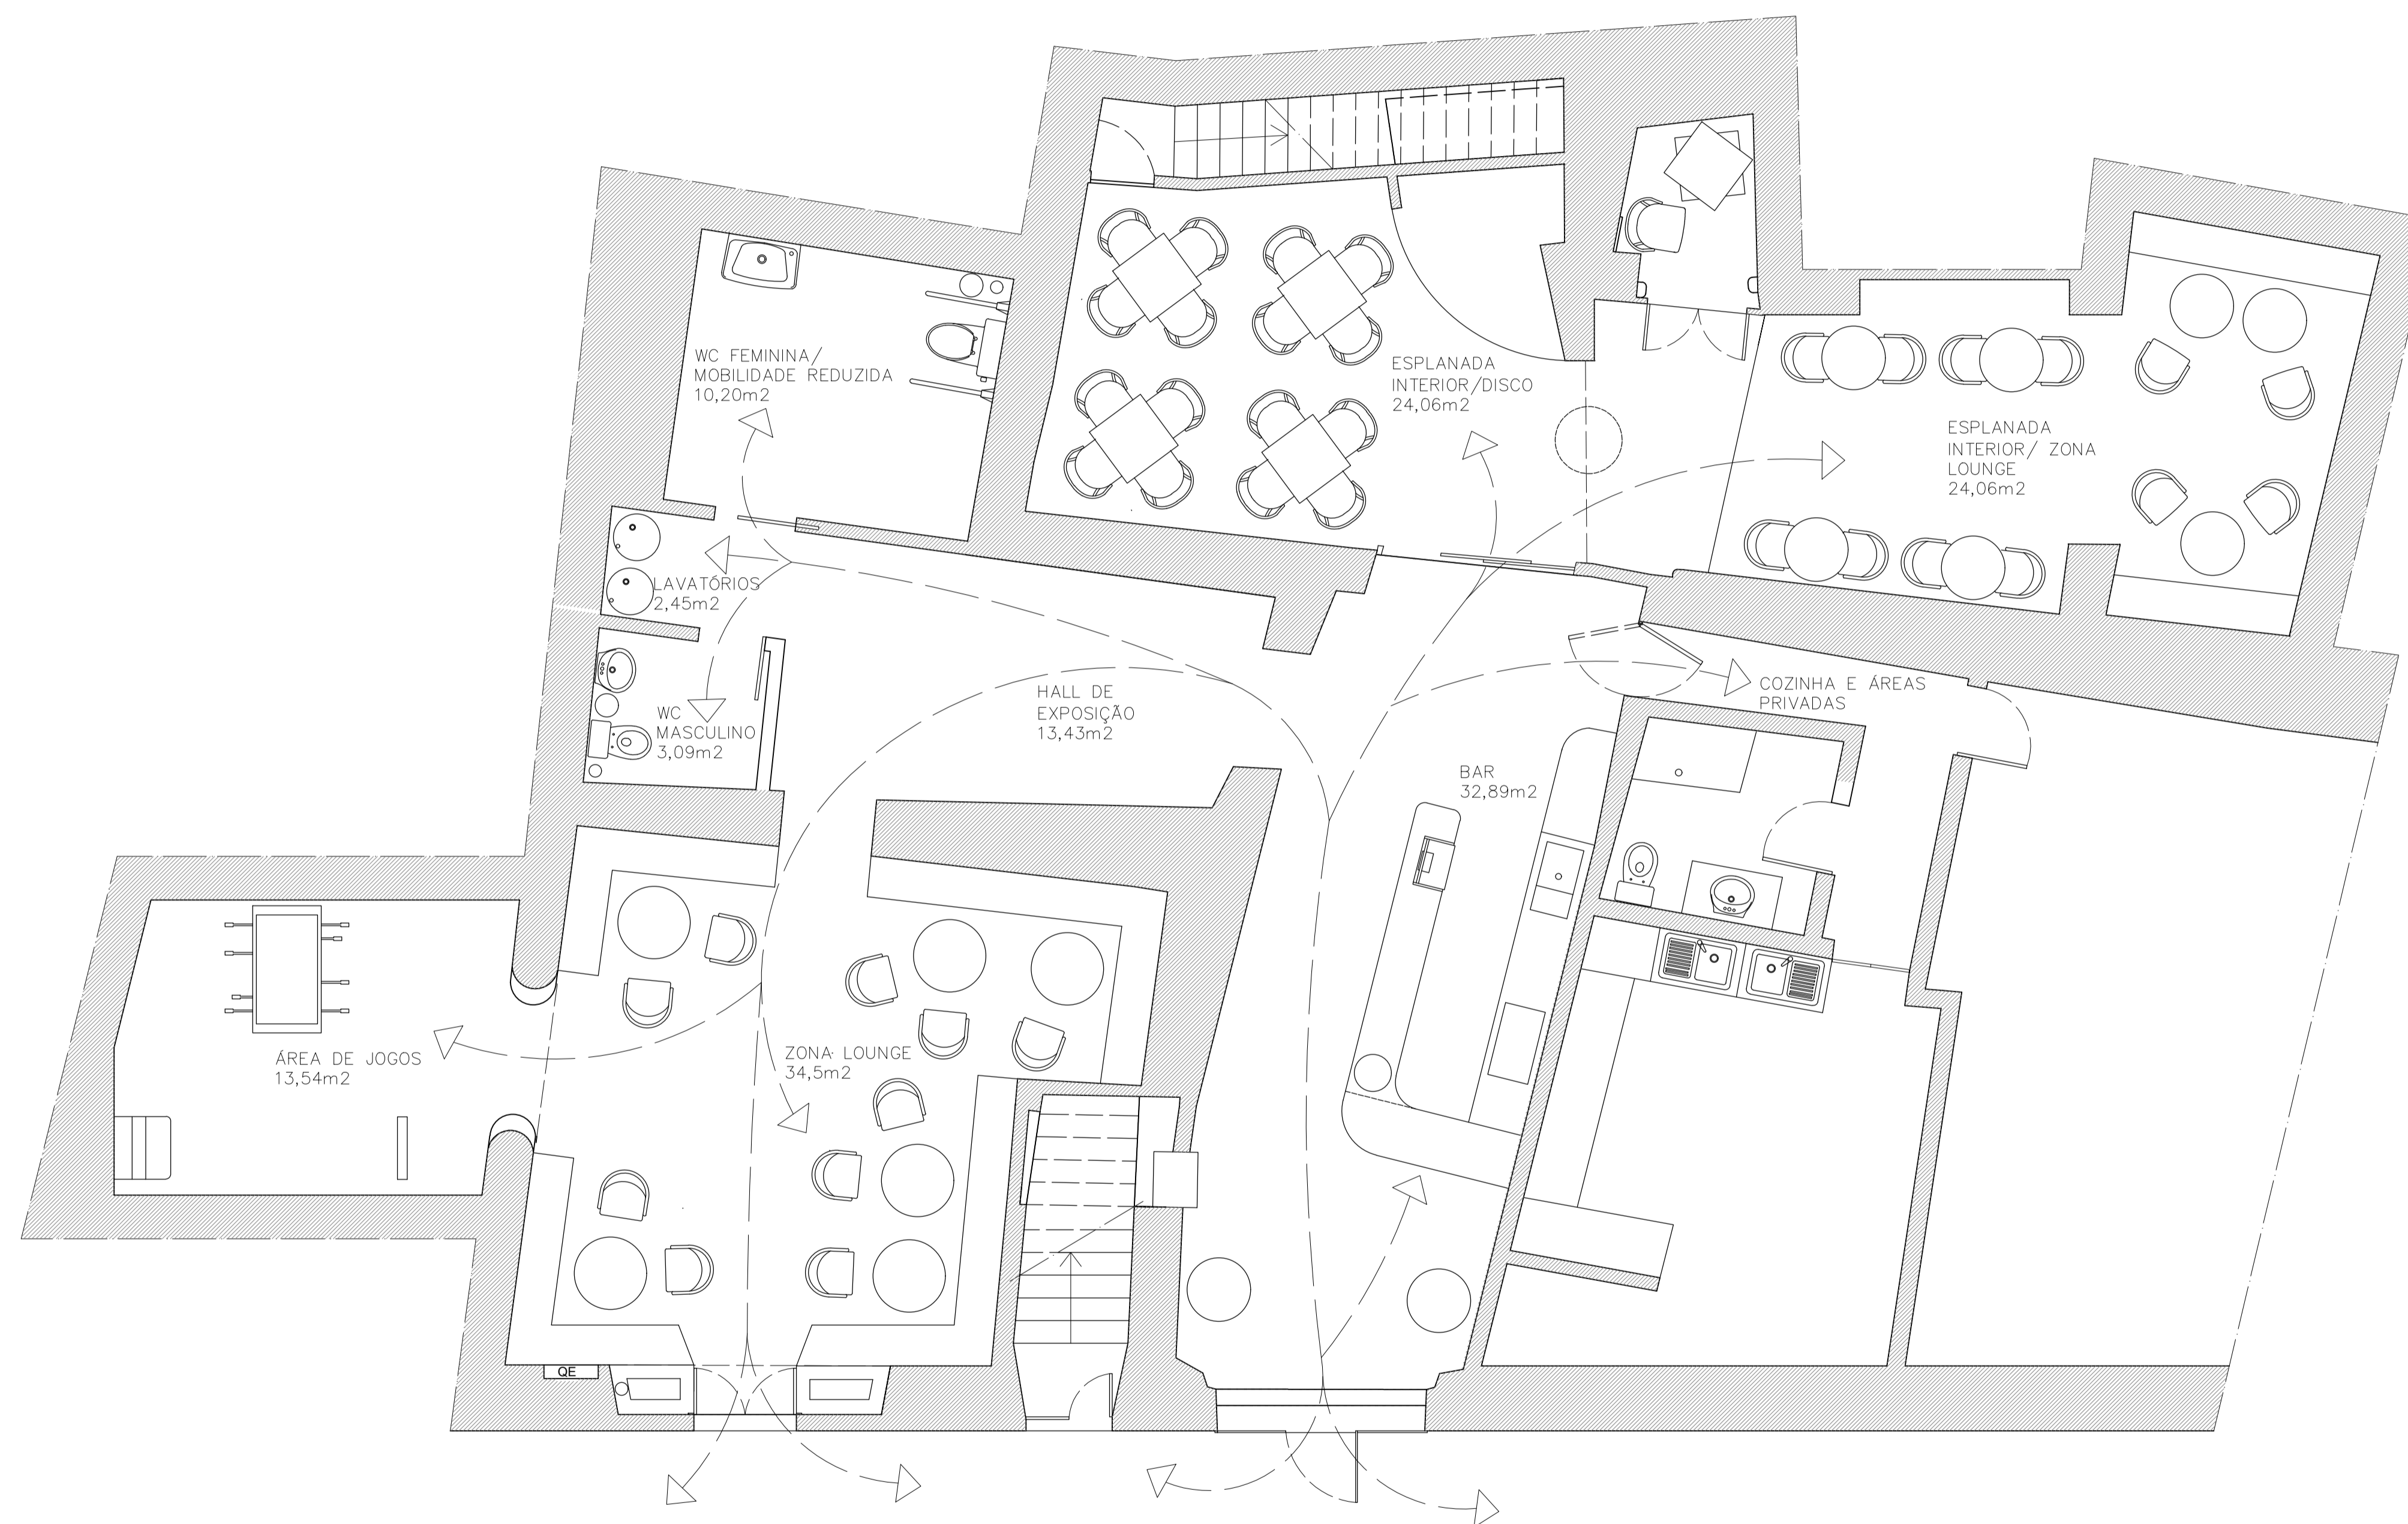 WC FEMININA/
MOBILIDADE REDUZIDA
10,20m2
ESPLANADA
INTERIOR/DISCO
24,06m2
ESPLANADA
INTERIOR/ ZONA
LOUNGE
24,06m2
LAVATÓRIOS
2,45m2
WC
MASCULINO
3,09m2
HALL DE
EXPOSIÇÃO
13,43m2
COZINHA E ÁREAS
PRIVADAS
BAR
32,89m2
ÁREA DE JOGOS
13,54m2
ZONA LOUNGE
34,5m2
QE